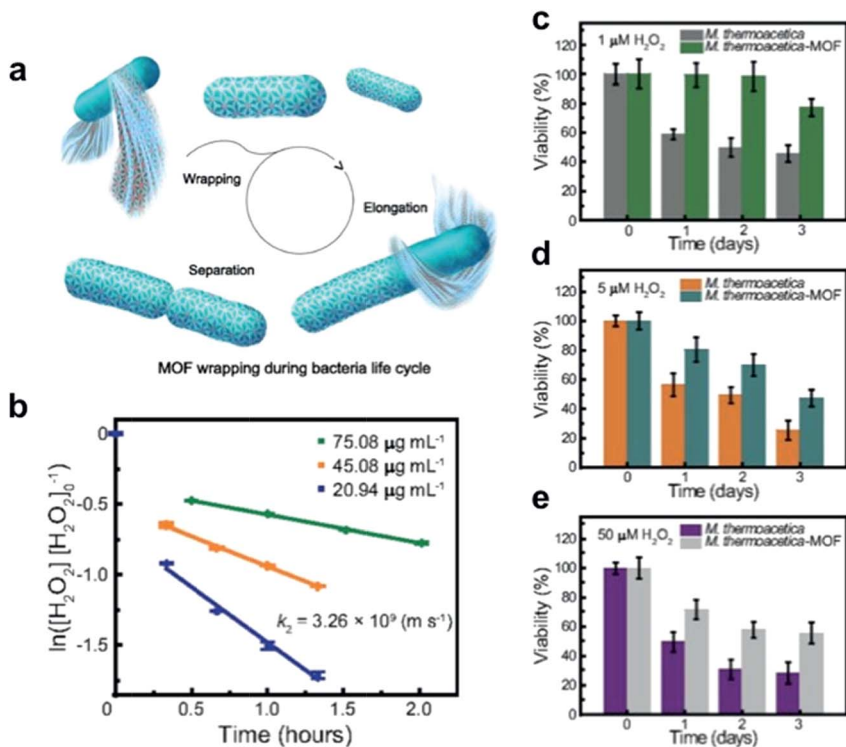 a
Wrapping
Elongation
Separation
MOF wrapping during bacteria life cycle
b
ln([H₂O₂] [H₂O₂]₀⁻¹)
0
-0.5
-1.0
-1.5
75.08 µg mL⁻¹
45.08 µg mL⁻¹
20.94 µg mL⁻¹
k₂ = 3.26 × 10⁹ (m s⁻¹)
0.5 1.0 1.5 2.0
Time (hours)
c
Viability (%)
120
100
80
60
40
20
0
1 µM H₂O₂
M. thermoacetica
M. thermoacetica-MOF
0 1 2 3
Time (days)
d
Viability (%)
120
100
80
60
40
20
0
5 µM H₂O₂
M. thermoacetica
M. thermoacetica-MOF
0 1 2 3
Time (days)
e
Viability (%)
120
100
80
60
40
20
0
50 µM H₂O₂
M. thermoacetica
M. thermoacetica-MOF
0 1 2 3
Time (days)